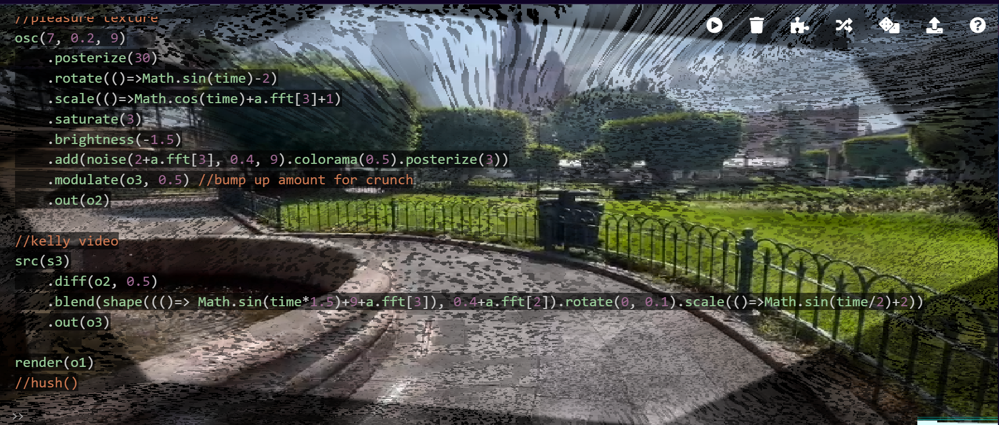 //pleasure texture
osc(7, 0.2, 9)
    .posterize(30)
    .rotate(()=>Math.sin(time)-2)
    .scale(()=>Math.cos(time)+a.fft[3]+1)
    .saturate(3)
    .brightness(-1.5)
    .add(noise(2+a.fft[3], 0.4, 9).colorama(0.5).posterize(3))
    .modulate(o3, 0.5) //bump up amount for crunch
    .out(o2)
//kelly video
src(s3)
    .diff(o2, 0.5)
    .blend(shape((()=> Math.sin(time*1.5)+9+a.fft[3]), 0.4+a.fft[2]).rotate(0, 0.1).scale(()=>Math.sin(time/2)+2))
    .out(o3)
render(o1)
//hush()
>>